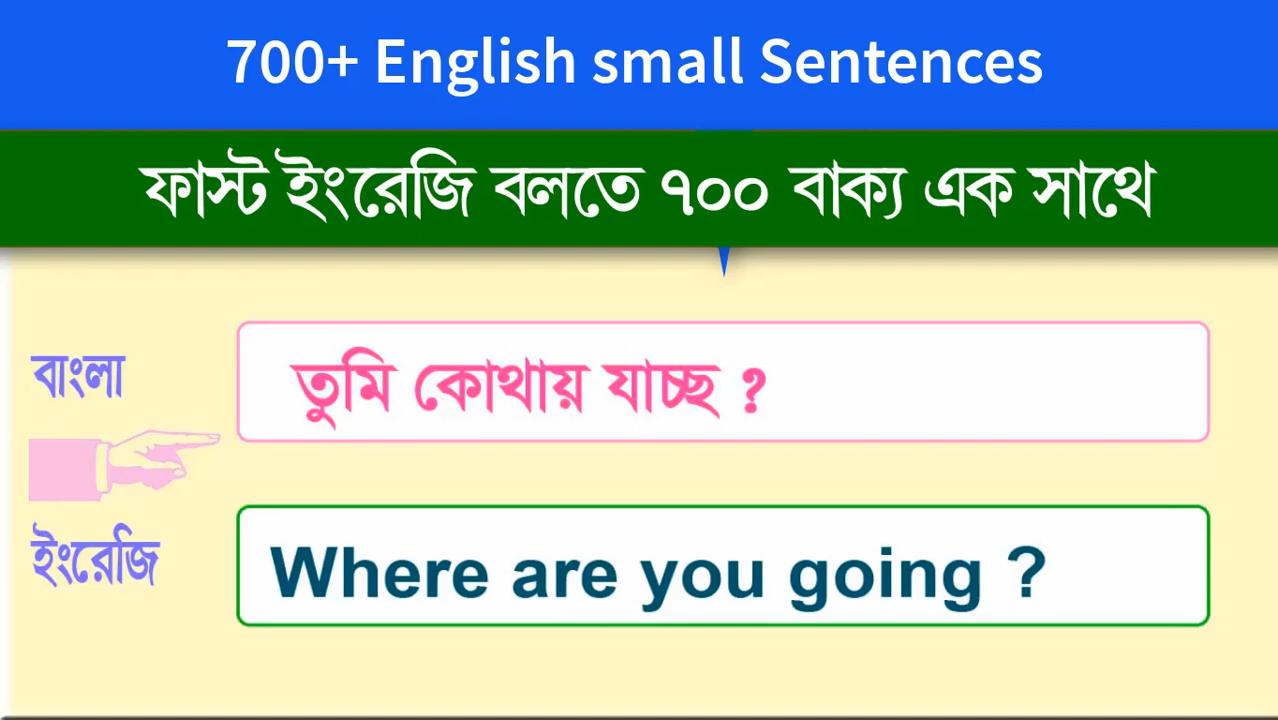 700+ English small Sentences
ফাস্ট ইংরেজি বলতে ৭০০ বাক্য এক সাথে
বাংলা
তুমি কোথায় যাচ্ছ ?
ইংরেজি
Where are you going ?